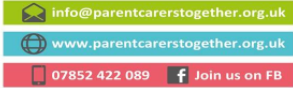 info@parentcarerstogether.org.uk
www.parentcarerstogether.org.uk
07852 422 089 f Join us on FB